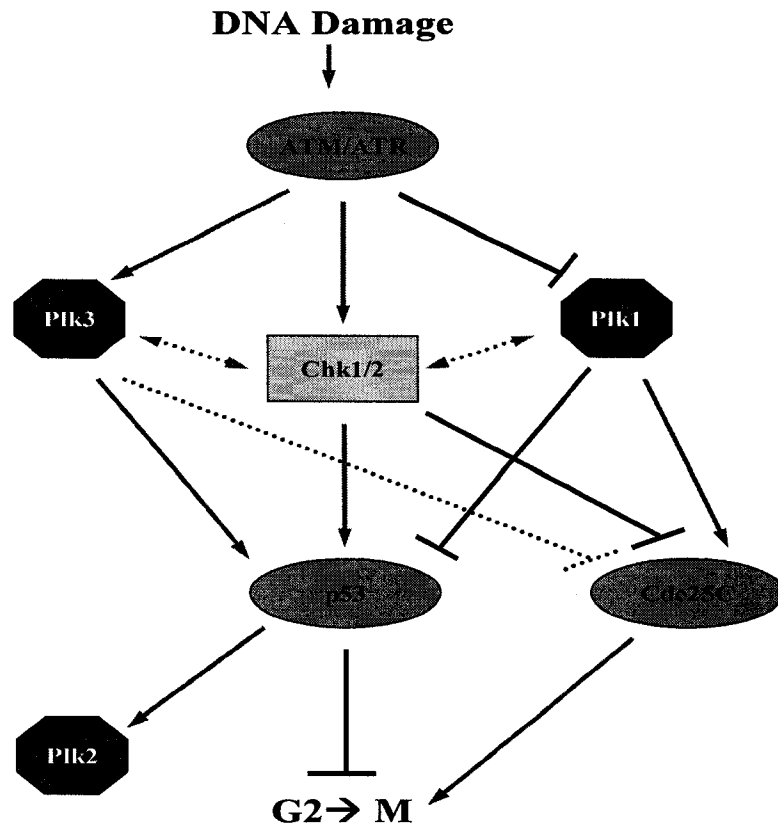 DNA Damage
ATM/ATR
Plk3
Plk1
Chk1/2
p53
Cdc25C
Plk2
G2→ M